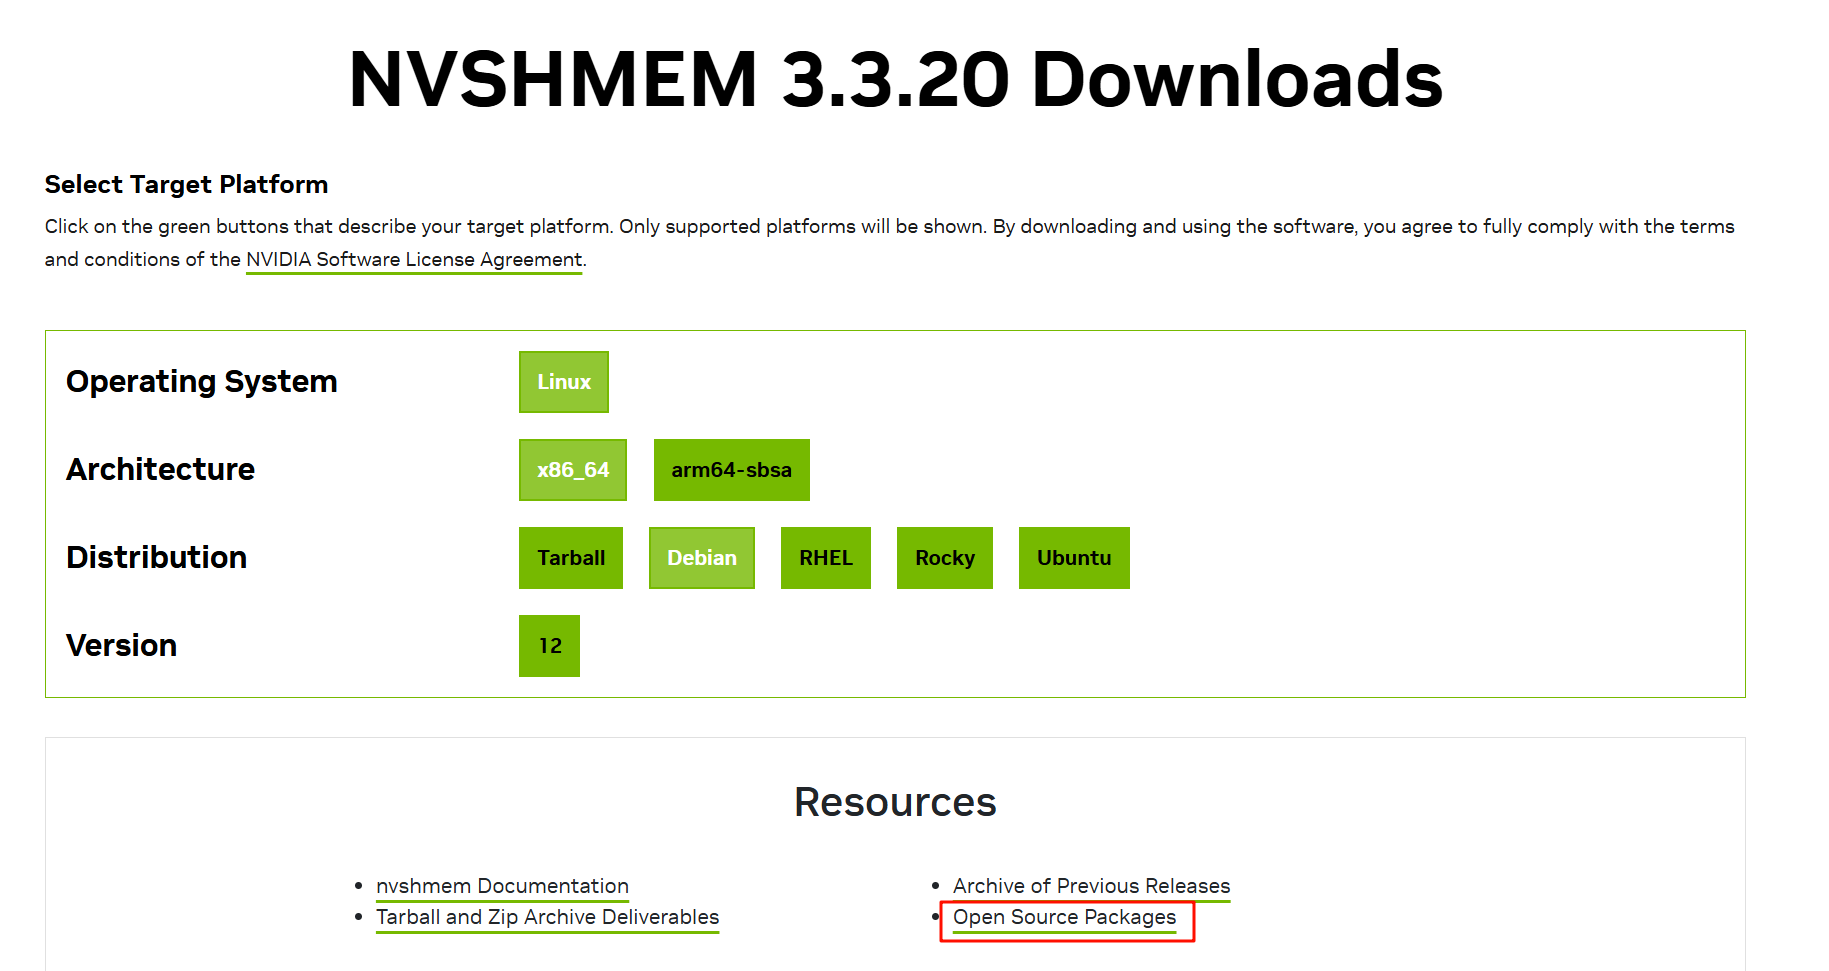 NVSHMEM 3.3.20 Downloads
Select Target Platform
Click on the green buttons that describe your target platform. Only supported platforms will be shown. By downloading and using the software, you agree to fully comply with the terms
and conditions of the NVIDIA Software License Agreement.
Operating System
Linux
Architecture
x86_64 arm64-sbsa
Distribution
Tarball Debian RHEL Rocky Ubuntu
Version
12
Resources
nvshmem Documentation
Tarball and Zip Archive Deliverables
Archive of Previous Releases
Open Source Packages